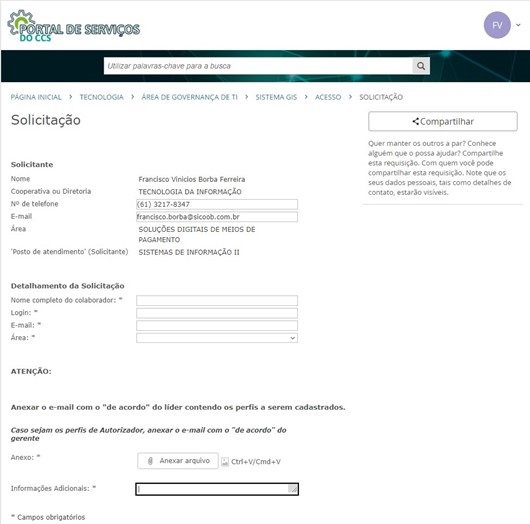 PORTAL DE SERVIÇOS
DO CCS
FV
Utilizar palavras-chave para a busca
PÁGINA INICIAL > TECNOLOGIA > ÁREA DE GOVERNANÇA DE TI > SISTEMA GIS > ACESSO > SOLICITAÇÃO
Solicitação
Compartilhar
Quer manter os outros a par? Conhece
alguém que o possa ajudar? Compartilhe
esta requisição. Com quem você pode
compartilhar esta requisição. Note que os
seus dados pessoais, tais como detalhes de
contato, estarão visíveis.
Solicitante
Nome Francisco Vinicios Borba Ferreira
Cooperativa ou Diretoria TECNOLOGIA DA INFORMAÇÃO
Nº de telefone (61) 3217-8347
E-mail francisco.borba@sicoob.com.br
Área SOLUÇÕES DIGITAIS DE MEIOS DE
PAGAMENTO
'Posto de atendimento' (Solicitante) SISTEMAS DE INFORMAÇÃO II
Detalhamento da Solicitação
Nome completo do colaborador: *
Login: *
E-mail: *
Área: *
ATENÇÃO:
Anexar o e-mail com o "de acordo" do líder contendo os perfis a serem cadastrados.
Caso sejam os perfis de Autorizador, anexar o e-mail com o "de acordo" do
gerente
Anexo: * Anexar arquivo Ctrl+V/Cmd+V
Informações Adicionais: *
* Campos obrigatórios